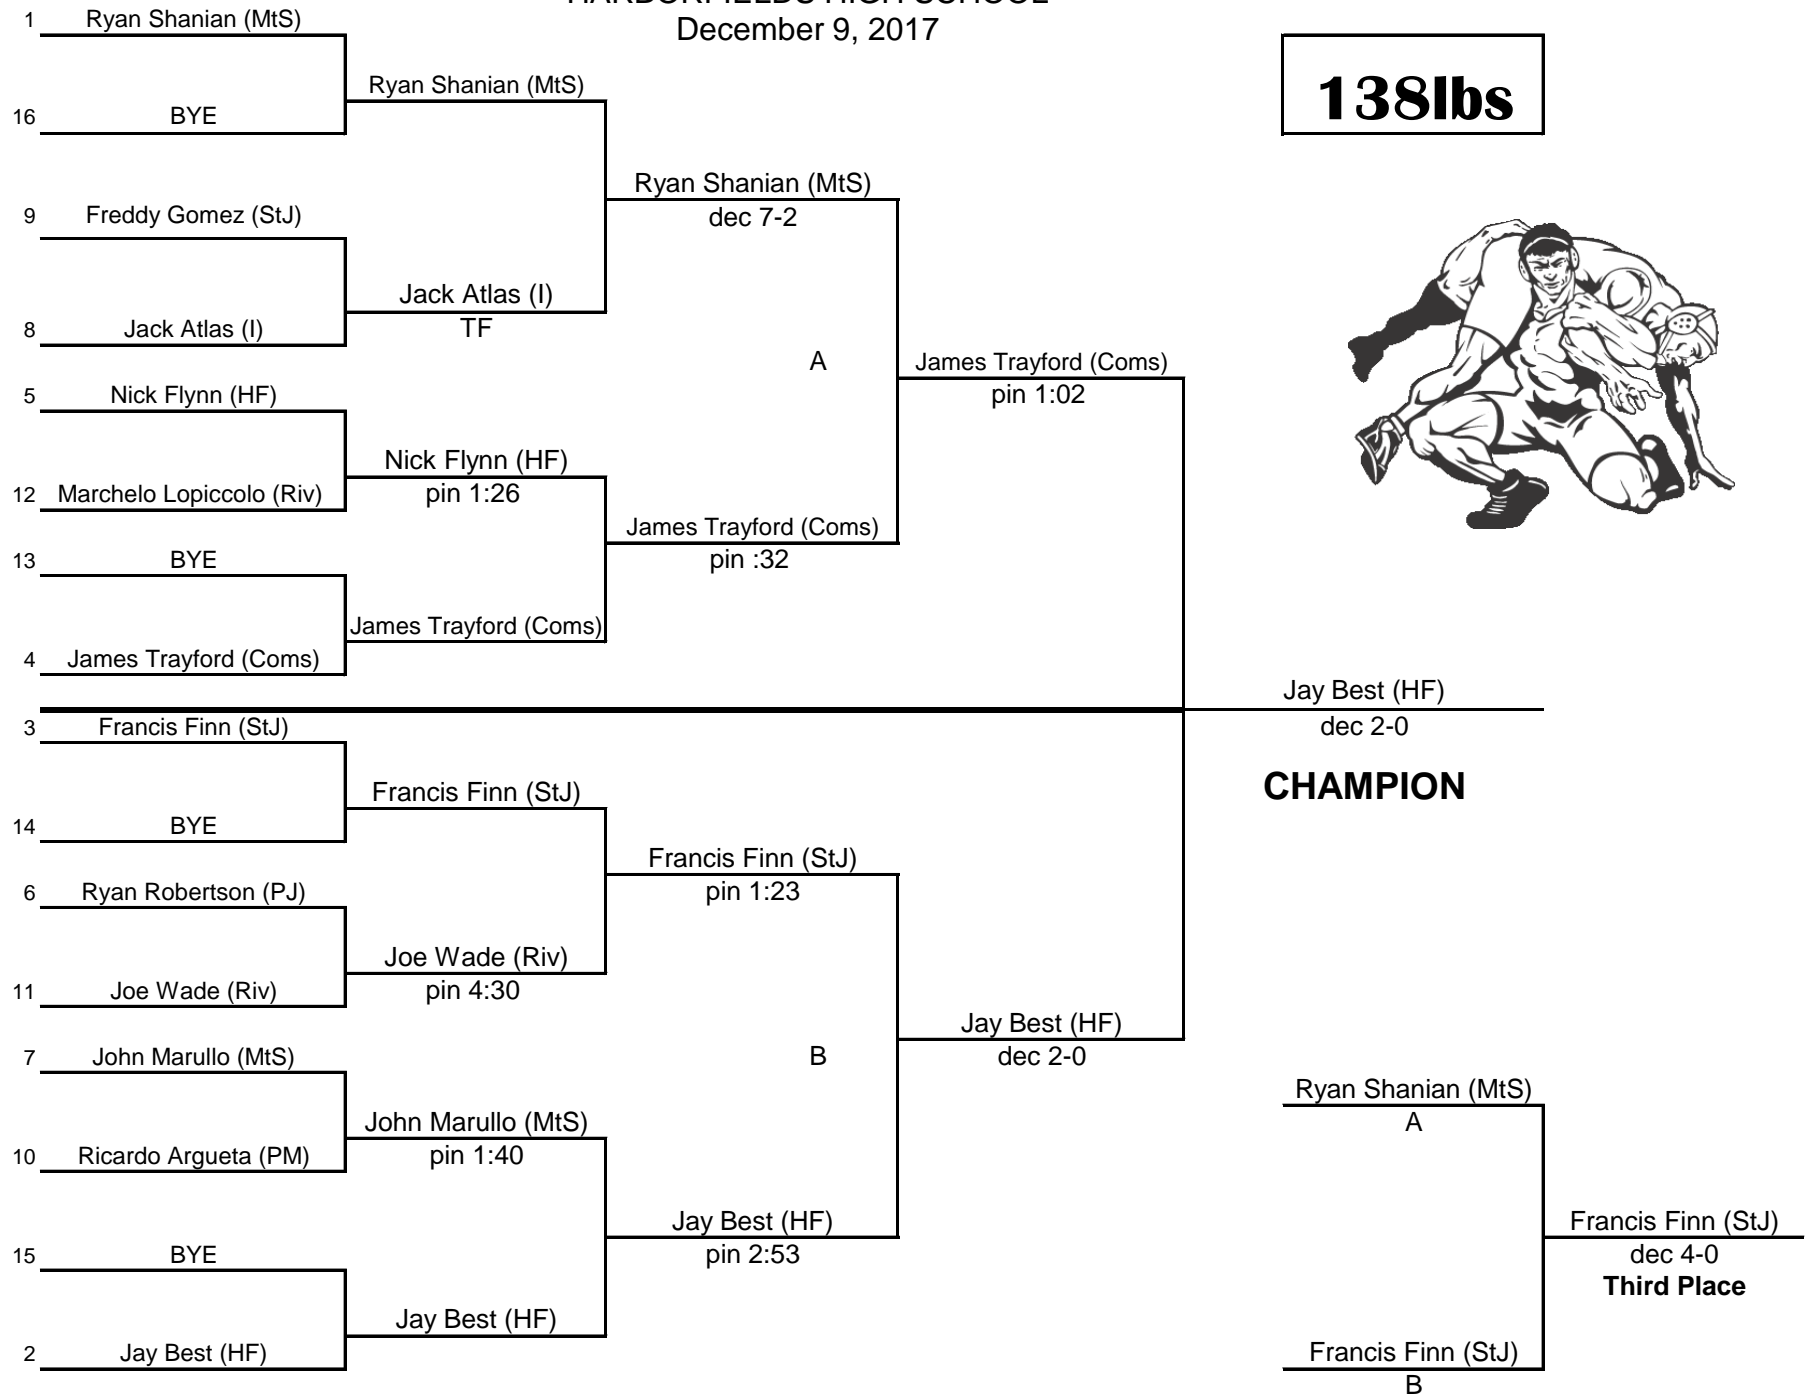 December 9, 2017
138lbs
1 Ryan Shanian (MtS)
16 BYE
Ryan Shanian (MtS)
9 Freddy Gomez (StJ)
8 Jack Atlas (I)
Jack Atlas (I)
TF
Ryan Shanian (MtS)
dec 7-2
5 Nick Flynn (HF)
12 Marchelo Lopiccolo (Riv)
Nick Flynn (HF)
pin 1:26
13 BYE
4 James Trayford (Coms)
James Trayford (Coms)
James Trayford (Coms)
pin :32
A
James Trayford (Coms)
pin 1:02
3 Francis Finn (StJ)
14 BYE
Francis Finn (StJ)
6 Ryan Robertson (PJ)
11 Joe Wade (Riv)
Joe Wade (Riv)
pin 4:30
Francis Finn (StJ)
pin 1:23
7 John Marullo (MtS)
10 Ricardo Argueta (PM)
John Marullo (MtS)
pin 1:40
15 BYE
2 Jay Best (HF)
Jay Best (HF)
Jay Best (HF)
pin 2:53
B
Jay Best (HF)
dec 2-0
Jay Best (HF)
dec 2-0
CHAMPION
Ryan Shanian (MtS)
A
Francis Finn (StJ)
B
Francis Finn (StJ)
dec 4-0
Third Place